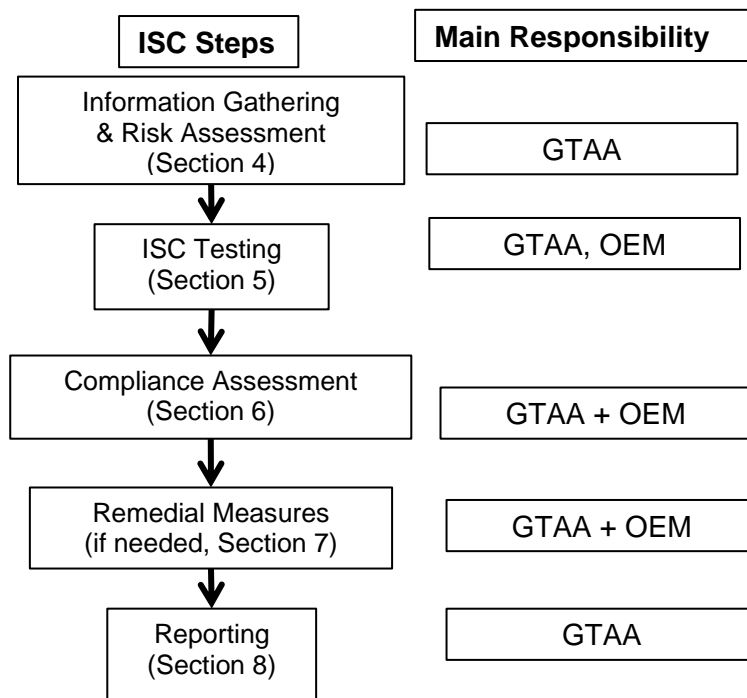 ISC Steps
Main Responsibility
Information Gathering
& Risk Assessment
(Section 4)
GTAA
ISC Testing
(Section 5)
GTAA, OEM
Compliance Assessment
(Section 6)
GTAA + OEM
Remedial Measures
(if needed, Section 7)
GTAA + OEM
Reporting
(Section 8)
GTAA